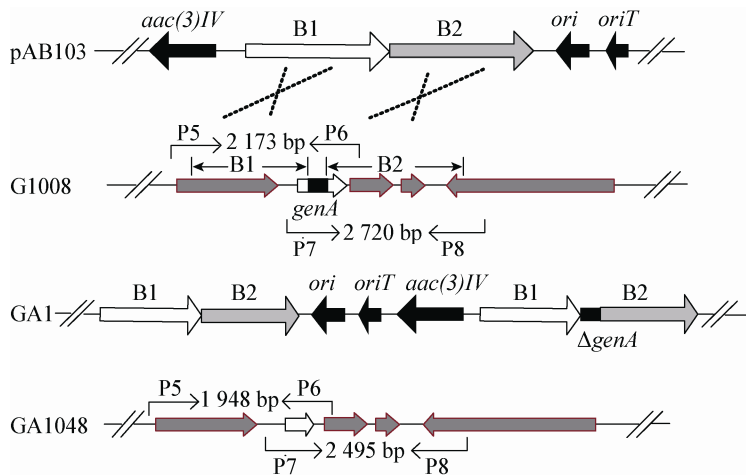 aac(3)IV B1 B2 ori oriT
pAB103
P5 2 173 bp P6
B1 B2
G1008
genA
P7 2 720 bp P8
B1 B2 ori oriT aac(3)IV B1 B2
GA1
ΔgenA
P5 1 948 bp P6
GA1048
P7 2 495 bp P8